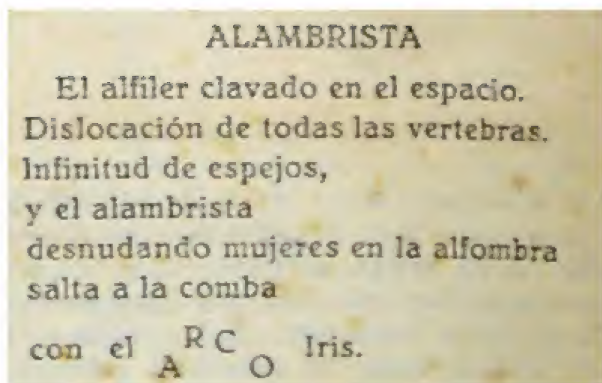 ALAMBRISTA
El alfiler clavado en el espacio.
Dislocación de todas las vertebras.
Infinitud de espejos,
y el alambrista
desnudando mujeres en la alfombra
salta a la comba
con el ARCO Iris.